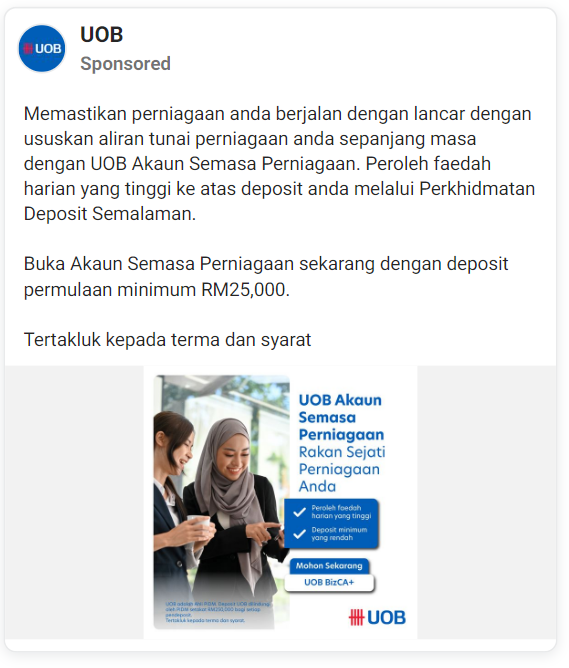 UOB
UOB
Sponsored
Memastikan perniagaan anda berjalan dengan lancar dengan
ususkan aliran tunai perniagaan anda sepanjang masa
dengan UOB Akaun Semasa Perniagaan. Peroleh faedah
harian yang tinggi ke atas deposit anda melalui Perkhidmatan
Deposit Semalaman.
Buka Akaun Semasa Perniagaan sekarang dengan deposit
permulaan minimum RM25,000.
Tertakluk kepada terma dan syarat
UOB Akaun
Semasa
Perniagaan
Rakan Sejati
Perniagaan
Anda
Peroleh faedah
harian yang tinggi
Deposit minimum
yang rendah
Mohon Sekarang
UOB BizCA+
UOB adalah ahli PIDM. Deposit UOB dilindungi
oleh PIDM setakat RM250,000 bagi setiap
pendeposit.
Tertakluk kepada terma dan syarat.
UOB